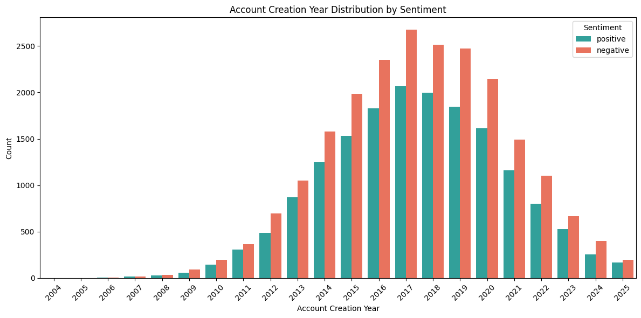 Account Creation Year Distribution by Sentiment
Sentiment
positive
negative
Count
2500
2000
1500
1000
500
0
2004 2005 2006 2007 2008 2009 2010 2011 2012 2013 2014 2015 2016 2017 2018 2019 2020 2021 2022 2023 2024 2025
Account Creation Year